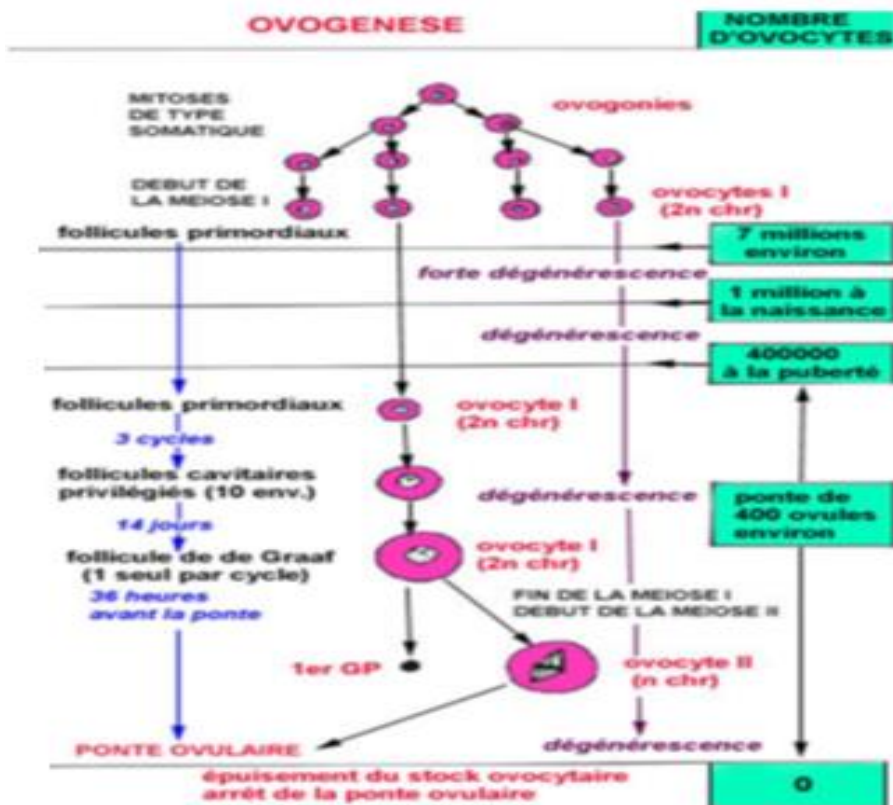 OVOGENESE
NOMBRE
D'OVOCYTES
MITOSES
DE TYPE
SOMATIQUE
ovogonies
DEBUT DE
LA MEIOSE I
ovocytes I
(2n chr)
follicules primordiaux
7 millions
environ
forte dégénérescence
1 million à
la naissance
dégénérescence
400000
à la puberté
follicules primordiaux
ovocyte I
(2n chr)
3 cycles
follicules cavitaires
privilégiés (10 env.)
dégénérescence
ponte de
400 ovules
environ
14 jours
follicule de de Graaf
(1 seul par cycle)
ovocyte I
(2n chr)
36 heures
avant la ponte
FIN DE LA MEIOSE I
DEBUT DE LA MEIOSE II
1er GP
ovocyte II
(n chr)
PONTE OVULAIRE
dégénérescence
épuisement du stock ovocytaire
arrêt de la ponte ovulaire
0